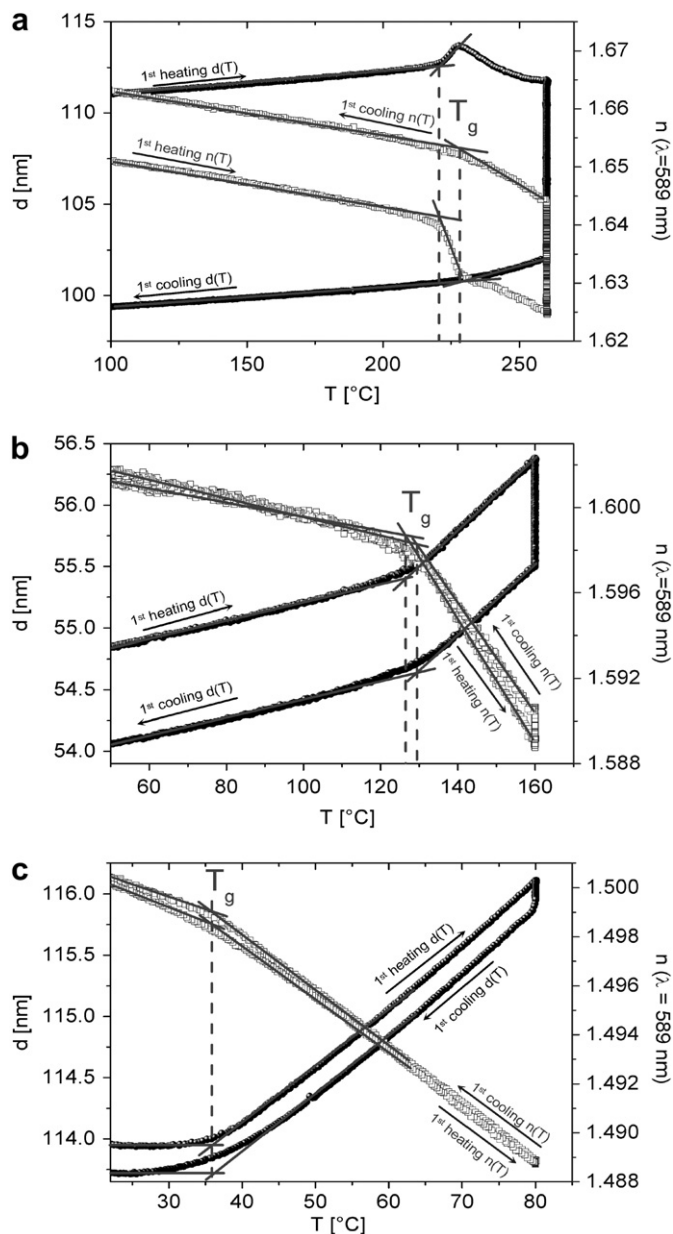 a
115
110
105
100
d [nm]
1st heating d(T)
1st cooling n(T)
Tg
1st heating n(T)
1st cooling d(T)
1.67
1.66
1.65
1.64
1.63
1.62
n (λ=589 nm)
100 150 200 250
T [°C]
b
56.5
56.0
55.5
55.0
54.5
54.0
d [nm]
Tg
1st heating d(T)
1st cooling d(T)
1st cooling n(T)
1st heating n(T)
1.600
1.596
1.592
1.588
n (λ=589 nm)
60 80 100 120 140 160
T [°C]
c
116.0
115.5
115.0
114.5
114.0
d [nm]
Tg
1st heating d(T)
1st cooling d(T)
1st cooling n(T)
1st heating n(T)
1.500
1.498
1.496
1.494
1.492
1.490
1.488
n (λ = 589 nm)
30 40 50 60 70 80
T [°C]